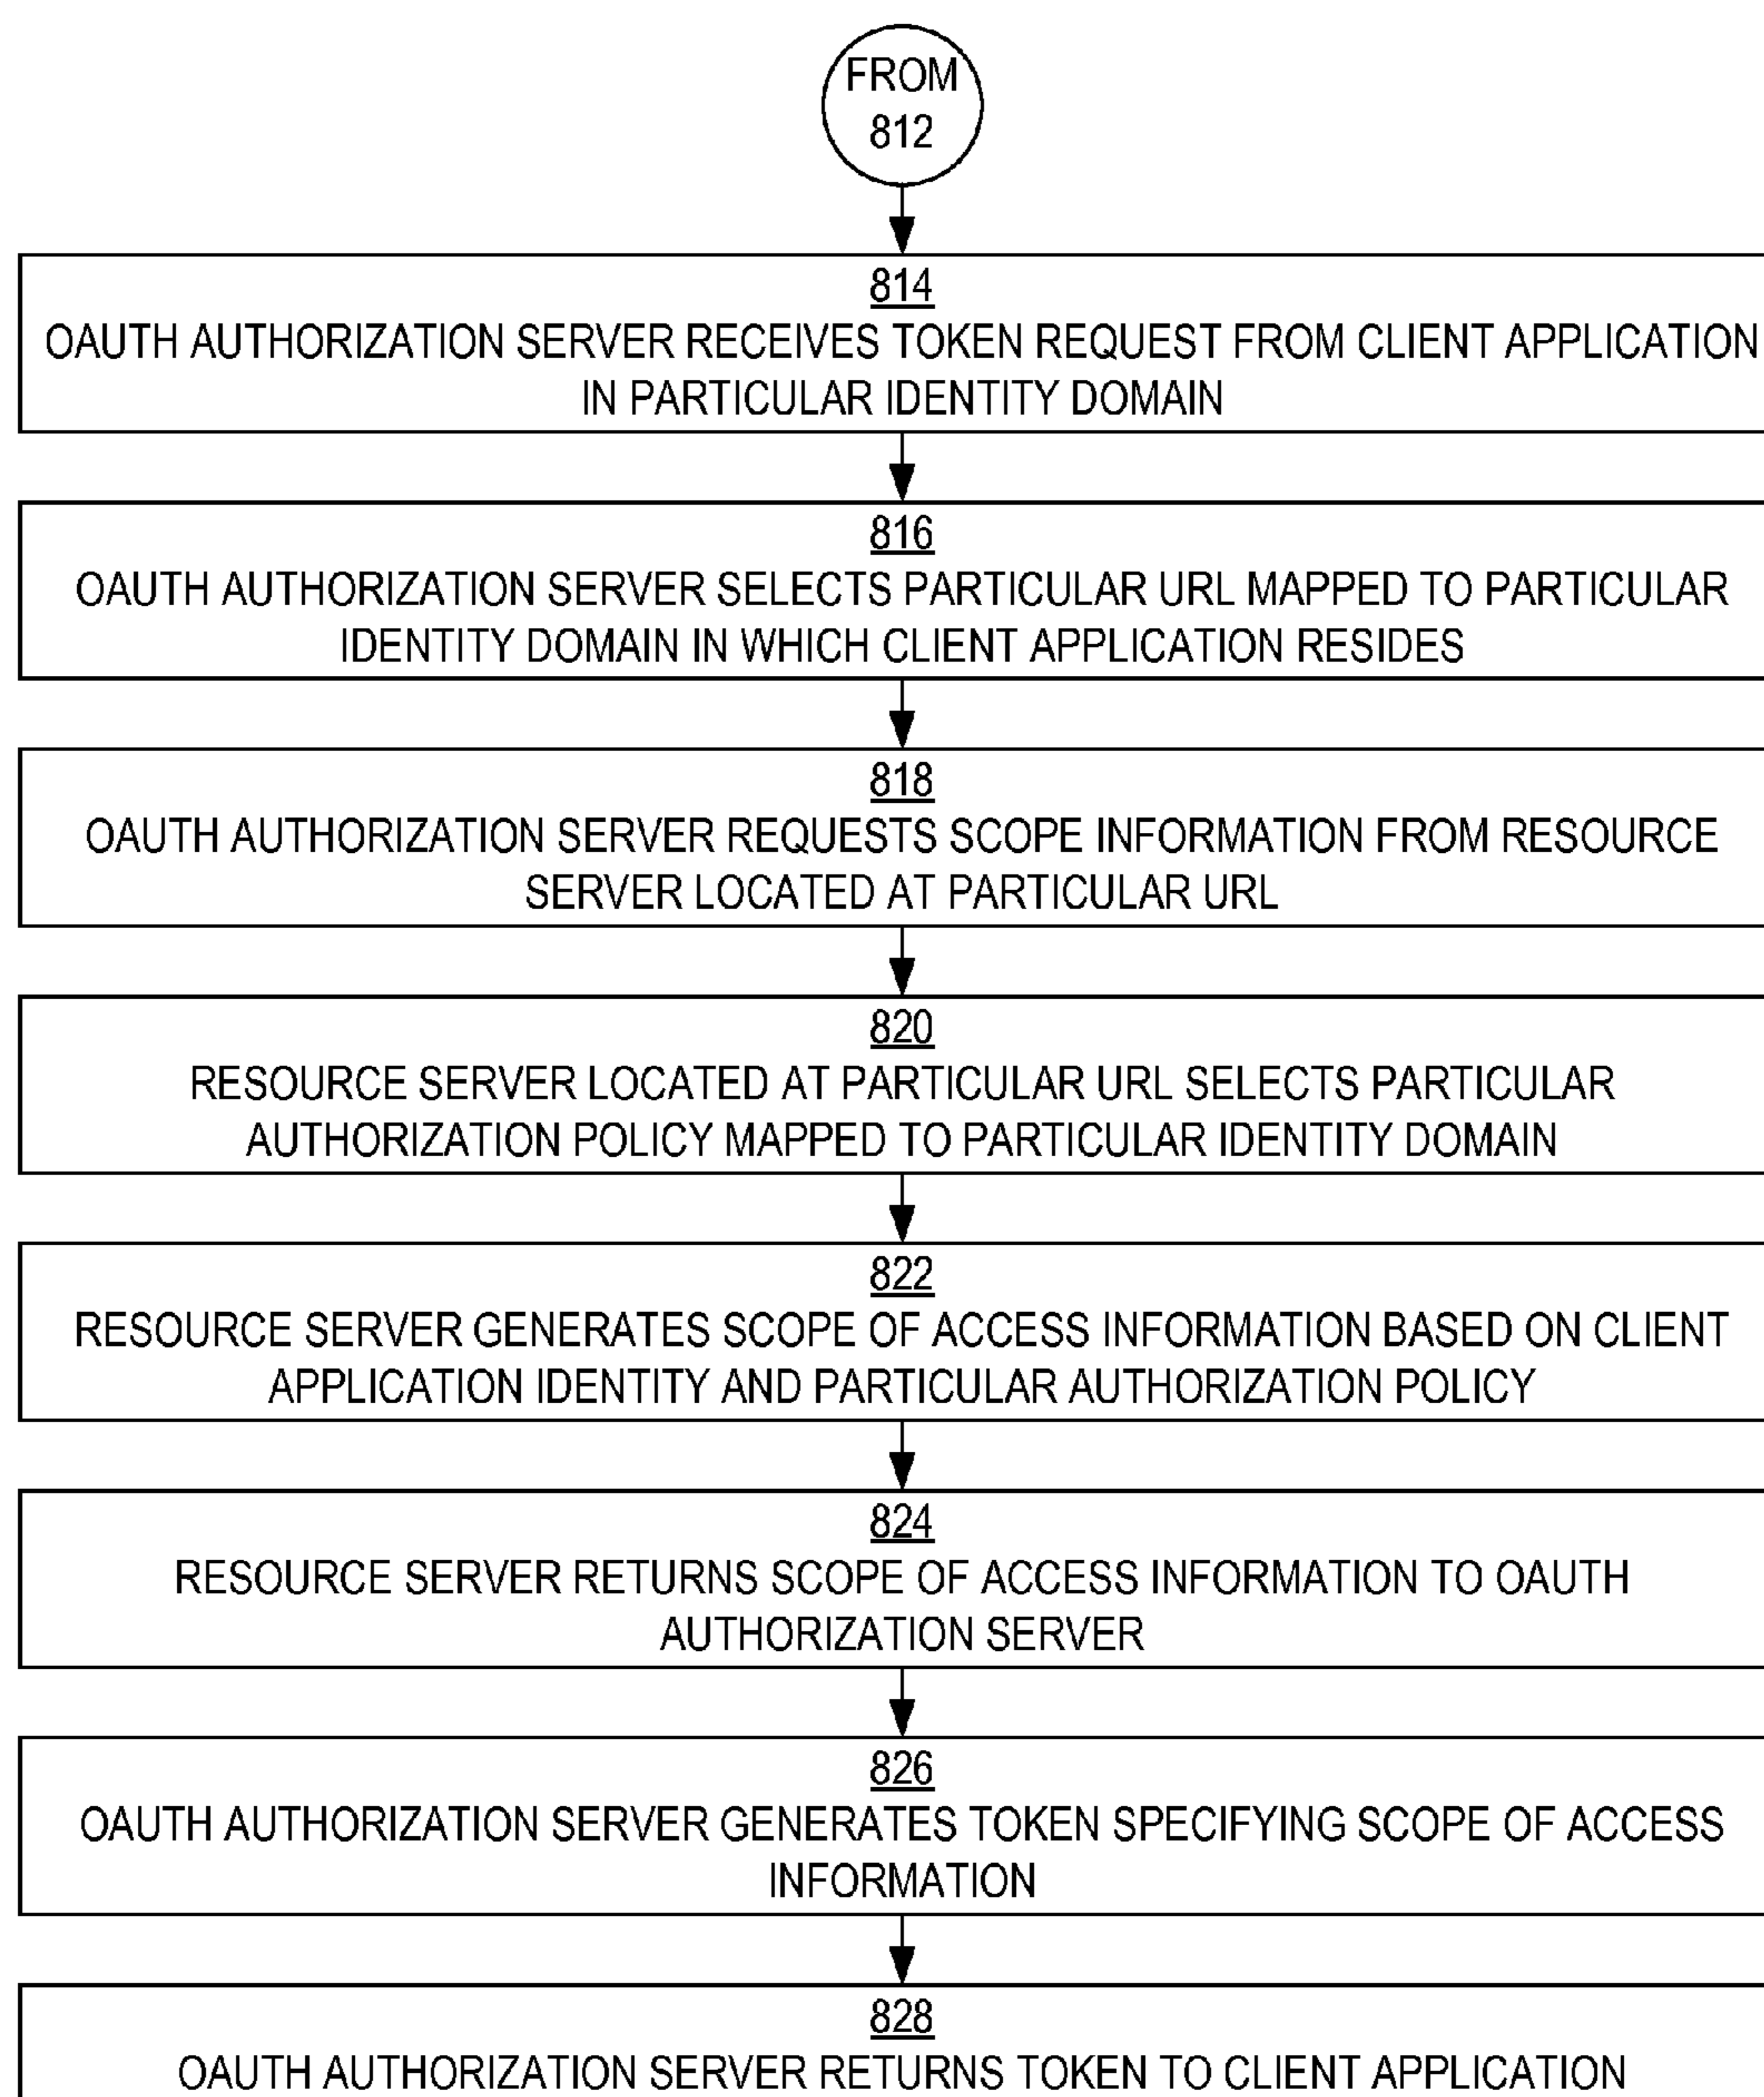 FROM
812
814
OAUTH AUTHORIZATION SERVER RECEIVES TOKEN REQUEST FROM CLIENT APPLICATION
IN PARTICULAR IDENTITY DOMAIN
816
OAUTH AUTHORIZATION SERVER SELECTS PARTICULAR URL MAPPED TO PARTICULAR
IDENTITY DOMAIN IN WHICH CLIENT APPLICATION RESIDES
818
OAUTH AUTHORIZATION SERVER REQUESTS SCOPE INFORMATION FROM RESOURCE
SERVER LOCATED AT PARTICULAR URL
820
RESOURCE SERVER LOCATED AT PARTICULAR URL SELECTS PARTICULAR
AUTHORIZATION POLICY MAPPED TO PARTICULAR IDENTITY DOMAIN
822
RESOURCE SERVER GENERATES SCOPE OF ACCESS INFORMATION BASED ON CLIENT
APPLICATION IDENTITY AND PARTICULAR AUTHORIZATION POLICY
824
RESOURCE SERVER RETURNS SCOPE OF ACCESS INFORMATION TO OAUTH
AUTHORIZATION SERVER
826
OAUTH AUTHORIZATION SERVER GENERATES TOKEN SPECIFYING SCOPE OF ACCESS
INFORMATION
828
OAUTH AUTHORIZATION SERVER RETURNS TOKEN TO CLIENT APPLICATION